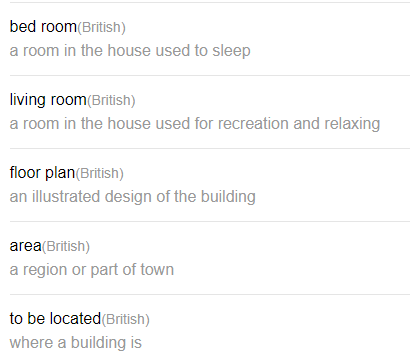 bed room(British)
a room in the house used to sleep
living room(British)
a room in the house used for recreation and relaxing
floor plan(British)
an illustrated design of the building
area(British)
a region or part of town
to be located(British)
where a building is